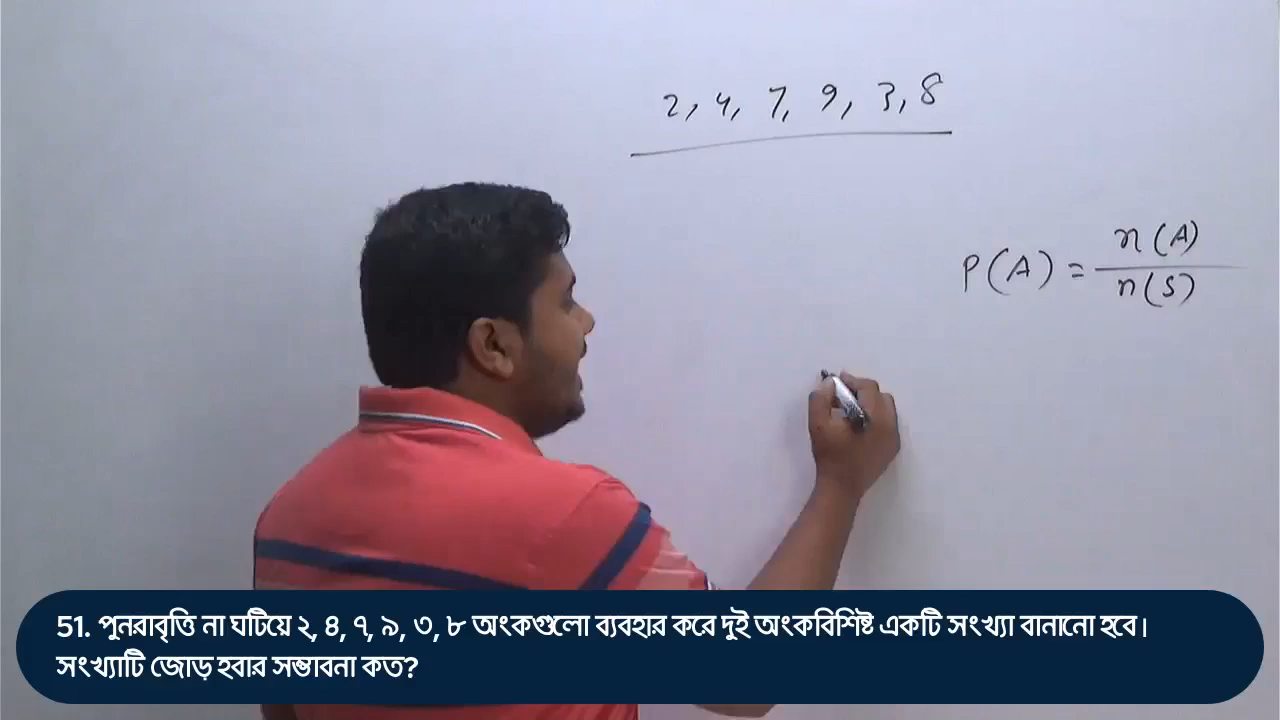 2, 4, 7, 9, 3, 8
P(A) = n(A) / n(S)
51. পুনরাবৃত্তি না ঘটিয়ে ২, ৪, ৭, ৯, ৩, ৮ অংকগুলো ব্যবহার করে দুই অংকবিশিষ্ট একটি সংখ্যা বানানো হবে।
সংখ্যাটি জোড় হবার সম্ভাবনা কত?